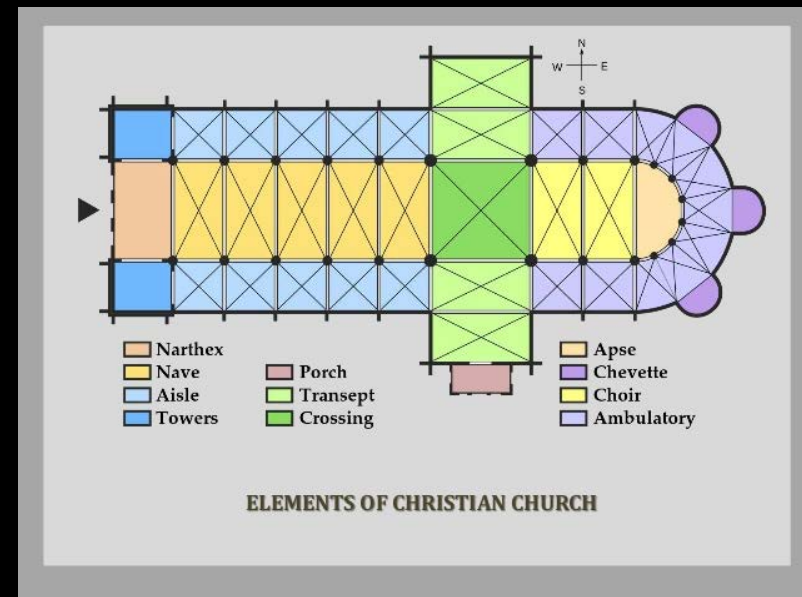 N
W E
S
Narthex
Nave
Aisle
Towers
Porch
Transept
Crossing
Apse
Chevette
Choir
Ambulatory
ELEMENTS OF CHRISTIAN CHURCH